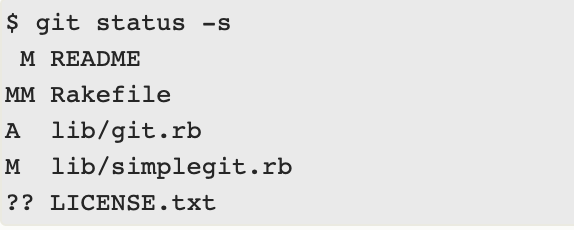 $ git status -s
 M README
MM Rakefile
A  lib/git.rb
M  lib/simplegit.rb
?? LICENSE.txt